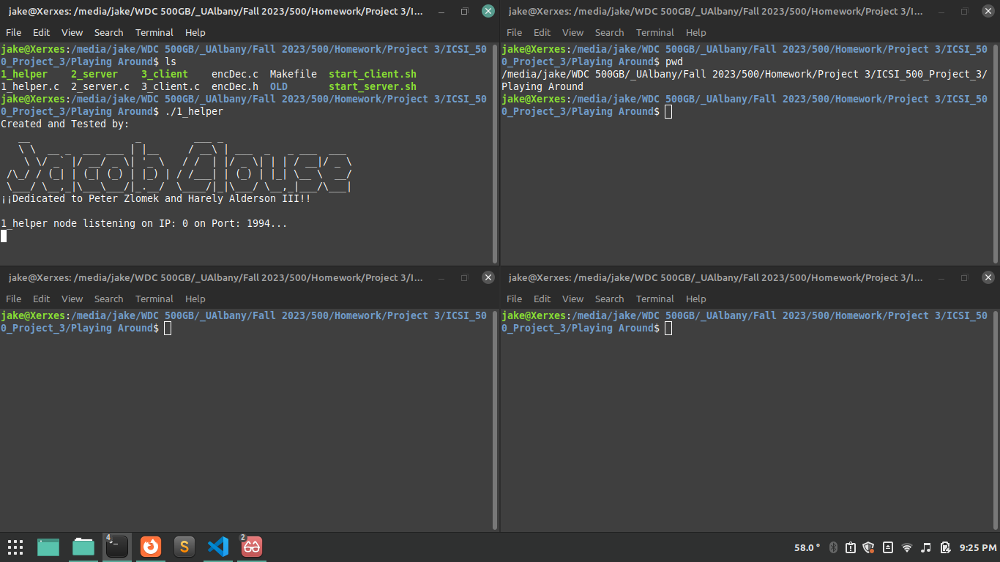 jake@Xerxes: /media/jake/WDC 500GB/_UAlbany/Fall 2023/500/Homework/Project 3/I...
File Edit View Search Terminal Help
jake@Xerxes:/media/jake/WDC 500GB/_UAlbany/Fall 2023/500/Homework/Project 3/ICSI_50
0_Project_3/Playing Around$ ls
1_helper 2_server 3_client encDec.c Makefile start_client.sh
1_helper.c 2_server.c 3_client.c encDec.h OLD start_server.sh
jake@Xerxes:/media/jake/WDC 500GB/_UAlbany/Fall 2023/500/Homework/Project 3/ICSI_50
0_Project_3/Playing Around$ ./1_helper
Created and Tested by:
Jacob Clouse
¡¡Dedicated to Peter Zlomek and Harely Alderson III!!
1_helper node listening on IP: 0 on Port: 1994...
jake@Xerxes: /media/jake/WDC 500GB/_UAlbany/Fall 2023/500/Homework/Project 3/I...
File Edit View Search Terminal Help
jake@Xerxes:/media/jake/WDC 500GB/_UAlbany/Fall 2023/500/Homework/Project 3/ICSI_50
0_Project_3/Playing Around$ pwd
/media/jake/WDC 500GB/_UAlbany/Fall 2023/500/Homework/Project 3/ICSI_500_Project_3/
Playing Around
jake@Xerxes:/media/jake/WDC 500GB/_UAlbany/Fall 2023/500/Homework/Project 3/ICSI_50
0_Project_3/Playing Around$
jake@Xerxes: /media/jake/WDC 500GB/_UAlbany/Fall 2023/500/Homework/Project 3/I...
File Edit View Search Terminal Help
jake@Xerxes:/media/jake/WDC 500GB/_UAlbany/Fall 2023/500/Homework/Project 3/ICSI_50
0_Project_3/Playing Around$
jake@Xerxes: /media/jake/WDC 500GB/_UAlbany/Fall 2023/500/Homework/Project 3/I...
File Edit View Search Terminal Help
jake@Xerxes:/media/jake/WDC 500GB/_UAlbany/Fall 2023/500/Homework/Project 3/ICSI_50
0_Project_3/Playing Around$
4
S
2
58.0 °
9:25 PM